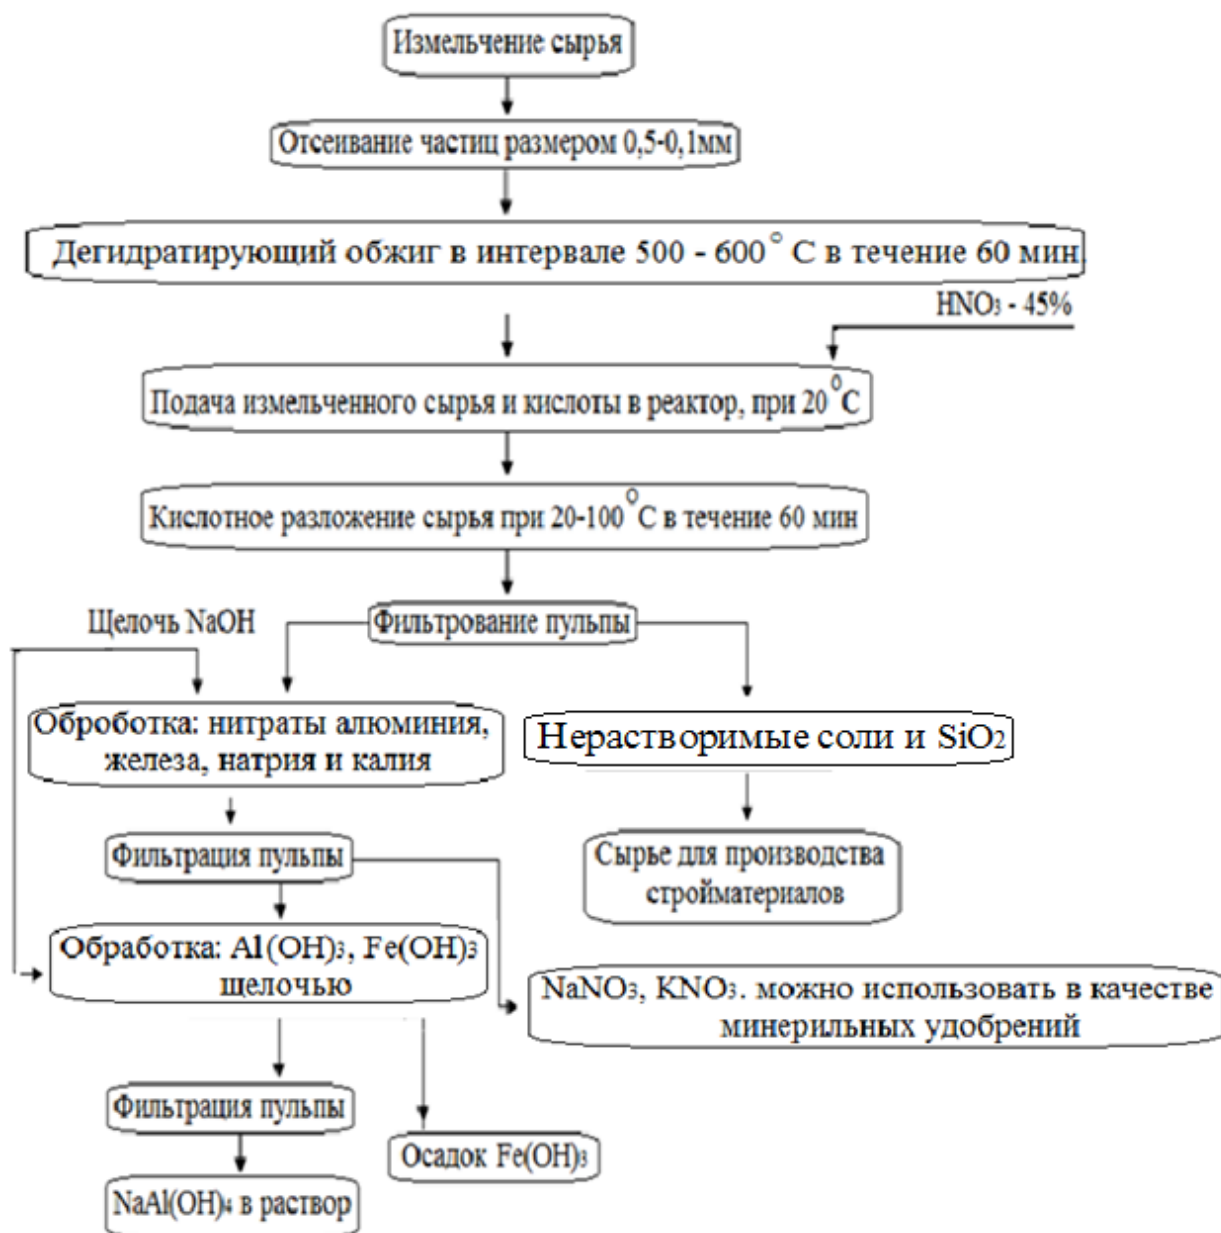 Измельчение сырья
Отсеивание частиц размером 0,5-0,1мм
Дегидратирующий обжиг в интервале 500 - 600° C в течение 60 мин.
HNO₃ - 45%
Подача измельченного сырья и кислоты в реактор, при 20°С
Кислотное разложение сырья при 20-100°С в течение 60 мин
Щелочь NaOH
Фильтрование пульпы
Оброботка: нитраты алюминия,
железа, натрия и калия
Нерастворимые соли и SiO₂
Фильтрация пульпы
Сырье для производства
стройматериалов
Обработка: Al(OH)₃, Fe(OH)₃
щелочью
NaNO₃, KNO₃. можно использовать в качестве
минерильных удобрений
Фильтрация пульпы
Осадок Fe(OH)₃
NaAl(OH)₄ в раствор